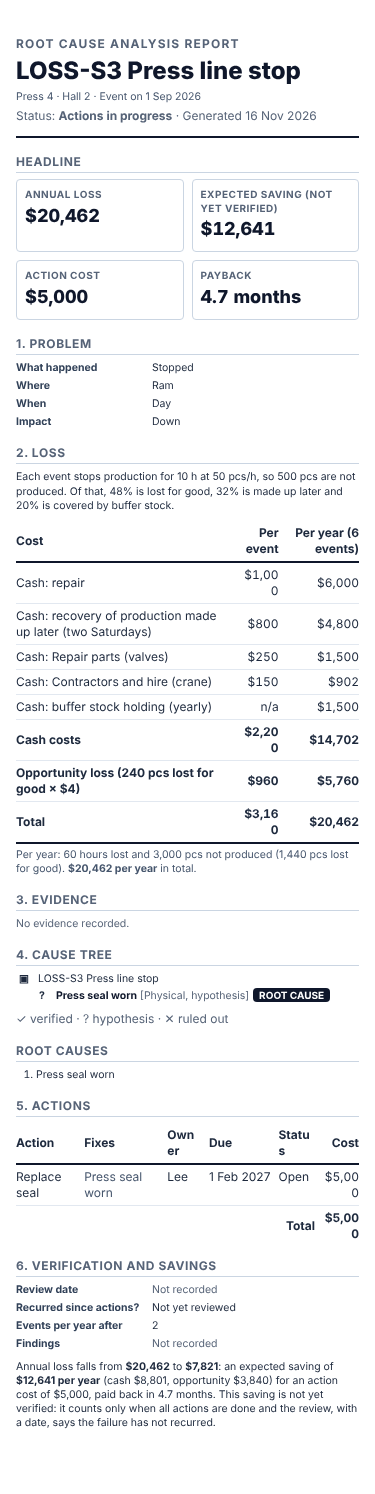 ROOT CAUSE ANALYSIS REPORT
LOSS-S3 Press line stop
Press 4 · Hall 2 · Event on 1 Sep 2026
Status: Actions in progress · Generated 16 Nov 2026
HEADLINE
ANNUAL LOSS
$20,462
EXPECTED SAVING (NOT
YET VERIFIED)
$12,641
ACTION COST
$5,000
PAYBACK
4.7 months
1. PROBLEM
What happened Stopped
Where Ram
When Day
Impact Down
2. LOSS
Each event stops production for 10 h at 50 pcs/h, so 500 pcs are not
produced. Of that, 48% is lost for good, 32% is made up later and
20% is covered by buffer stock.
Cost Per Per year (6
event events)
Cash: repair $1,00 $6,000
0
Cash: recovery of production made $800 $4,800
up later (two Saturdays)
Cash: Repair parts (valves) $250 $1,500
Cash: Contractors and hire (crane) $150 $902
Cash: buffer stock holding (yearly) n/a $1,500
Cash costs $2,20 $14,702
0
Opportunity loss (240 pcs lost for $960 $5,760
good × $4)
Total $3,16 $20,462
0
Per year: 60 hours lost and 3,000 pcs not produced (1,440 pcs lost
for good). $20,462 per year in total.
3. EVIDENCE
No evidence recorded.
4. CAUSE TREE
▣ LOSS-S3 Press line stop
? Press seal worn [Physical, hypothesis] ROOT CAUSE
✓ verified · ? hypothesis · ✕ ruled out
ROOT CAUSES
1. Press seal worn
5. ACTIONS
Action Fixes Own Due Statu Cost
er s
Replace Press seal Lee 1 Feb 2027 Open $5,00
seal worn 0
Total $5,00
0
6. VERIFICATION AND SAVINGS
Review date Not recorded
Recurred since actions? Not yet reviewed
Events per year after 2
Findings Not recorded
Annual loss falls from $20,462 to $7,821: an expected saving of
$12,641 per year (cash $8,801, opportunity $3,840) for an action
cost of $5,000, paid back in 4.7 months. This saving is not yet
verified: it counts only when all actions are done and the review, with
a date, says the failure has not recurred.